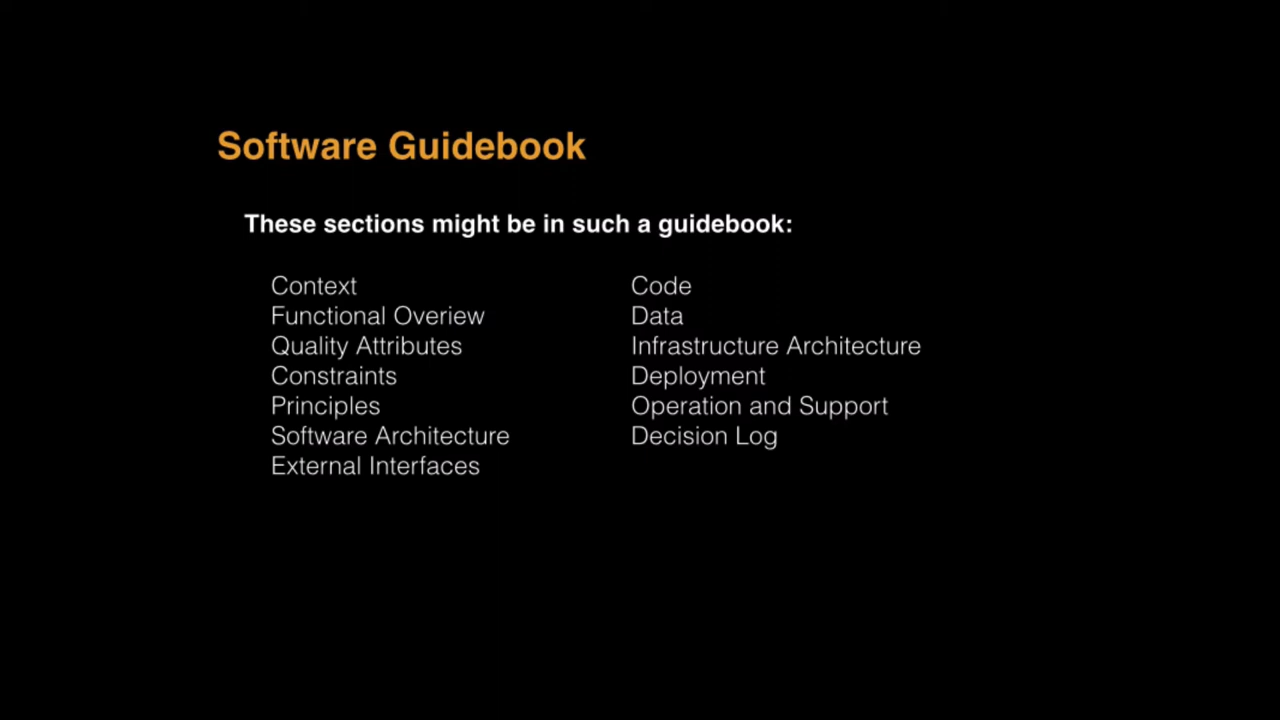 Software Guidebook
These sections might be in such a guidebook:
Context
Functional Overiew
Quality Attributes
Constraints
Principles
Software Architecture
External Interfaces
Code
Data
Infrastructure Architecture
Deployment
Operation and Support
Decision Log